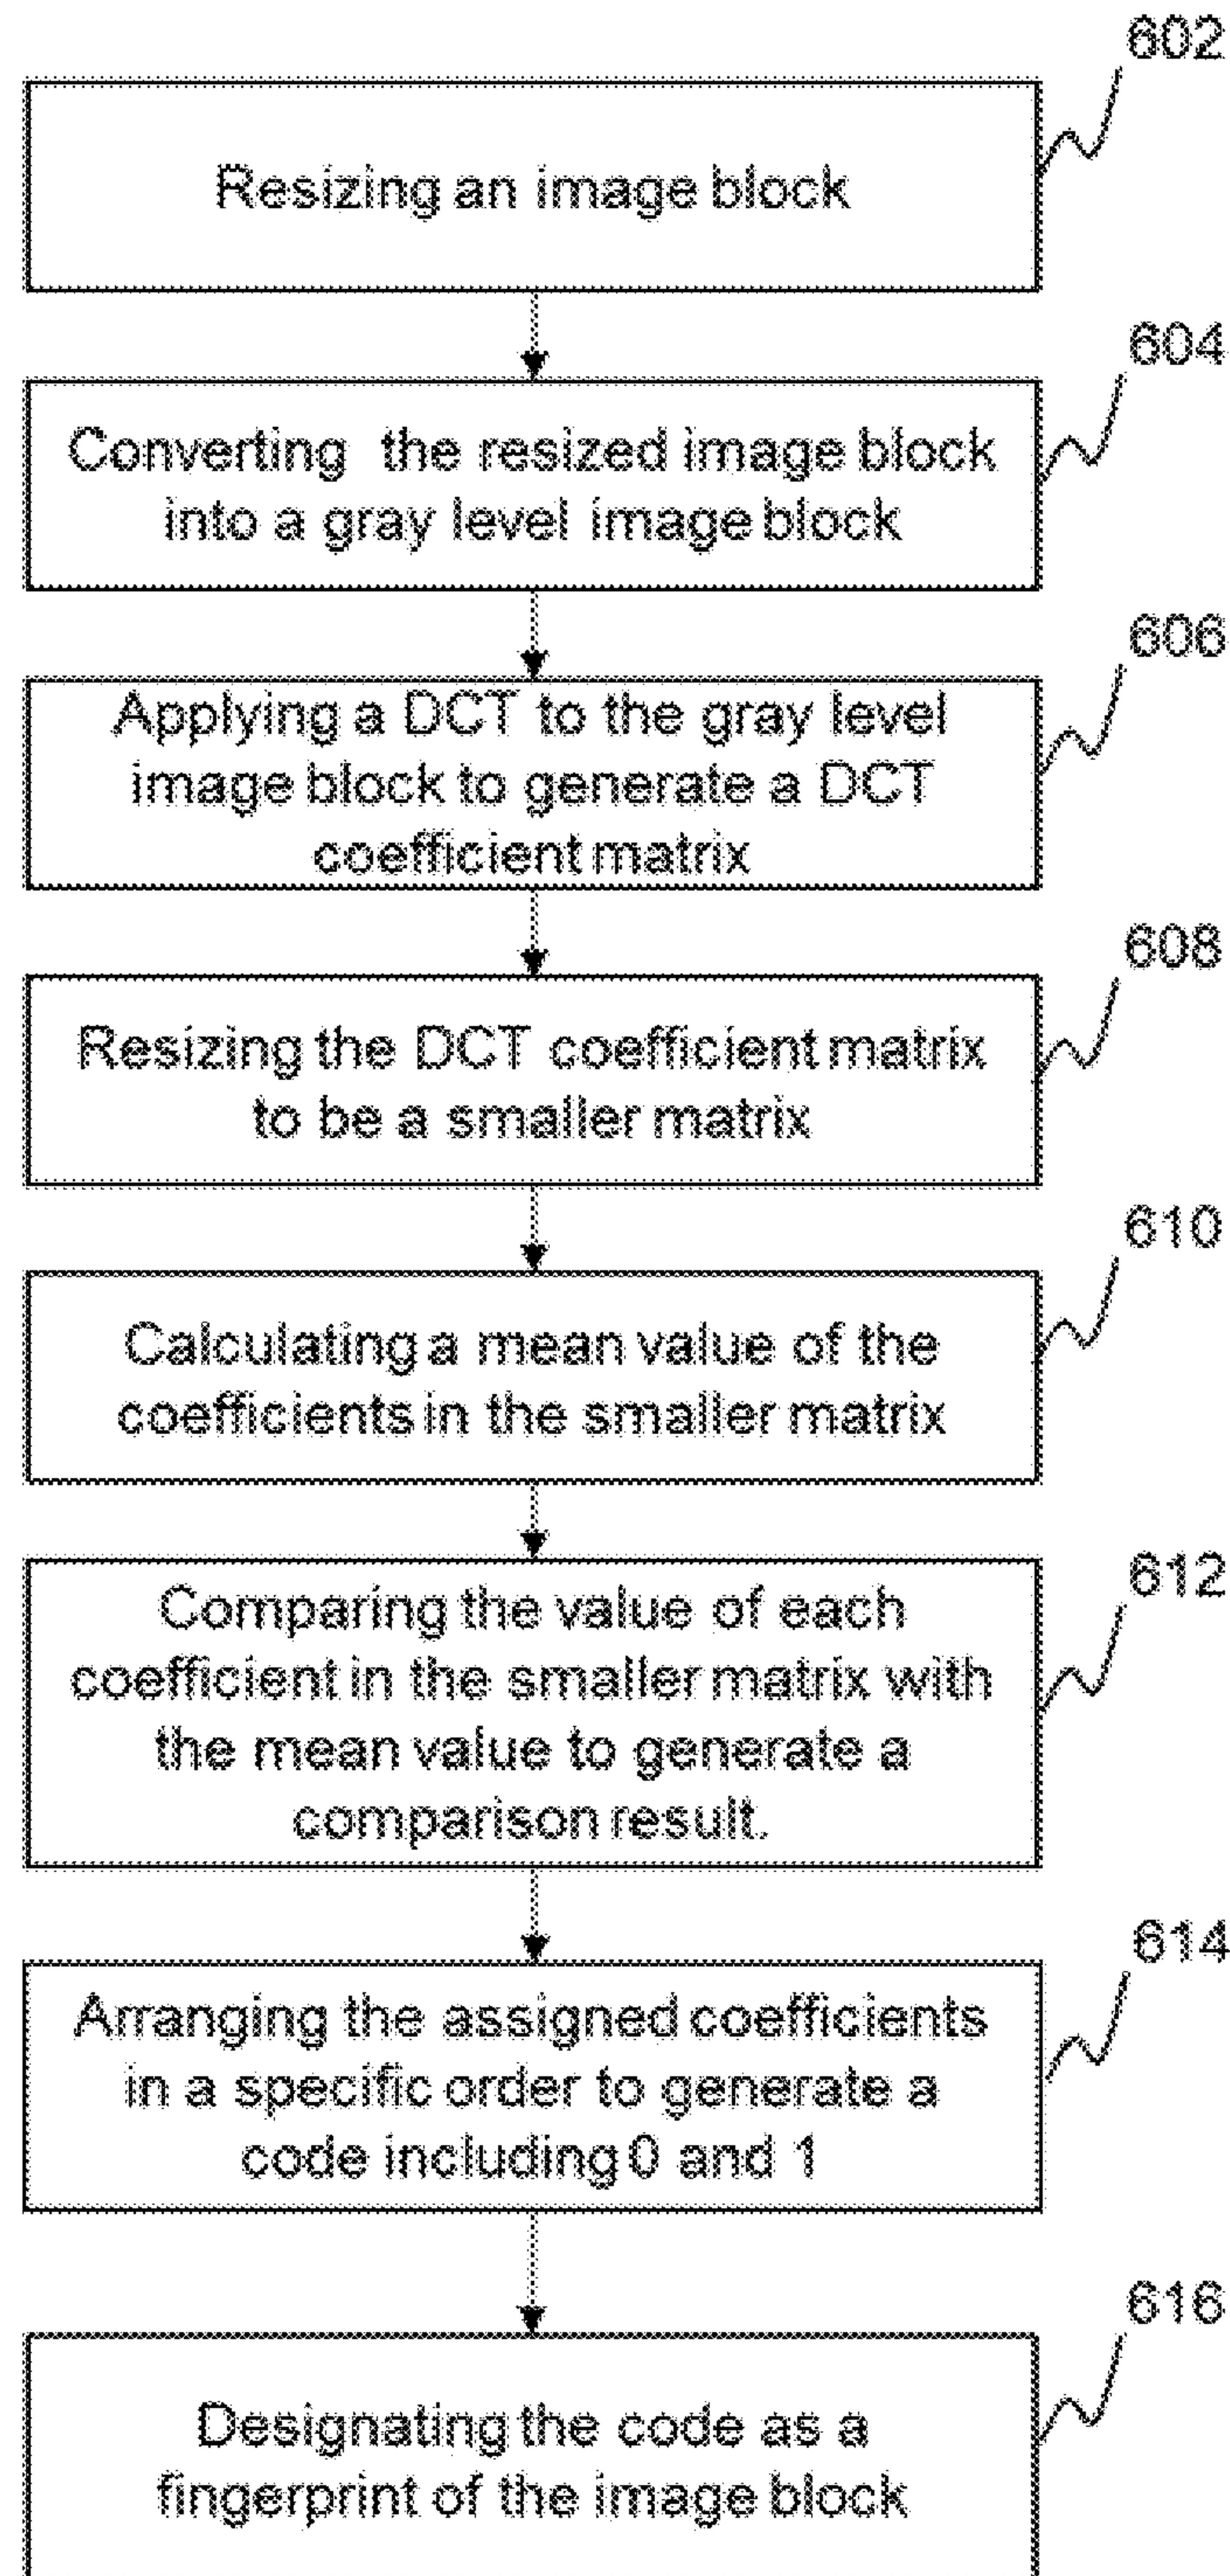 602
Resizing an image block
604
Converting the resized image block
into a gray level image block
606
Applying a DCT to the gray level
image block to generate a DCT
coefficient matrix
608
Resizing the DCT coefficient matrix
to be a smaller matrix
610
Calculating a mean value of the
coefficients in the smaller matrix
612
Comparing the value of each
coefficient in the smaller matrix with
the mean value to generate a
comparison result.
614
Arranging the assigned coefficients
in a specific order to generate a
code including 0 and 1
616
Designating the code as a
fingerprint of the image block